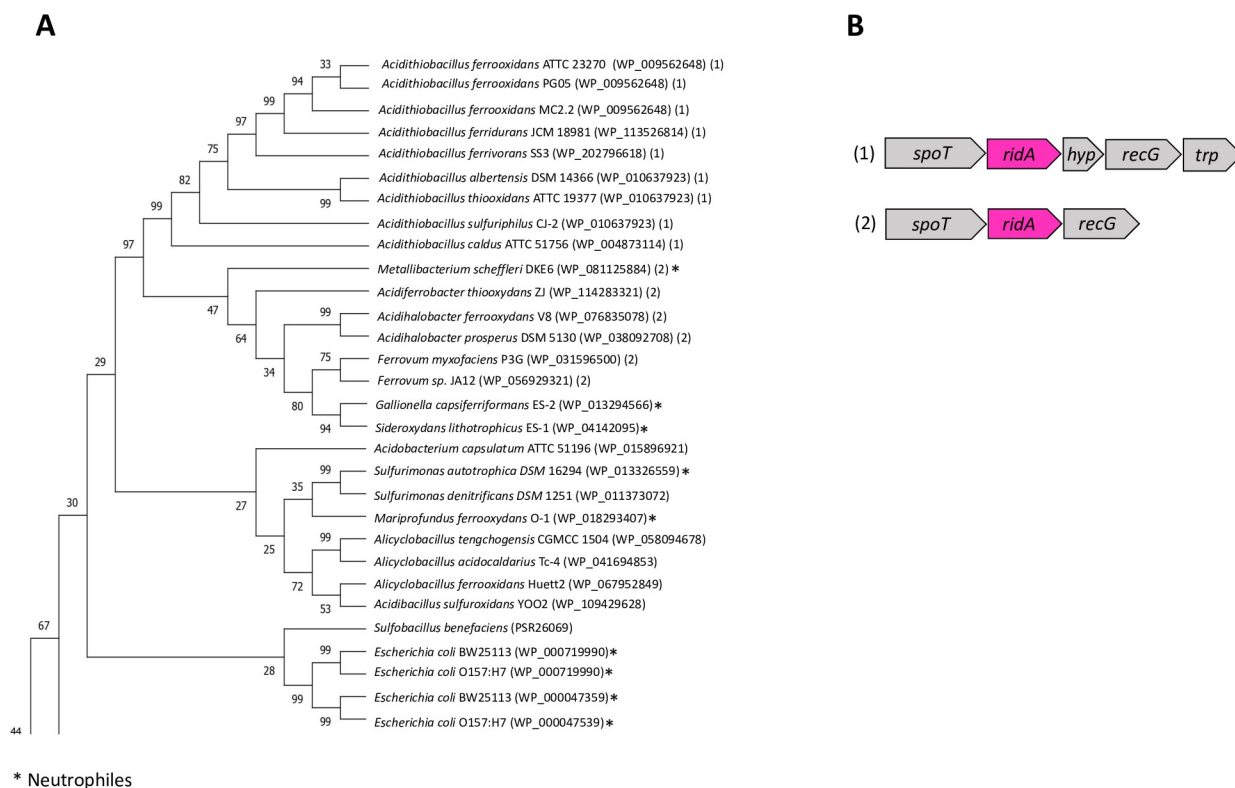 A
B
33
Acidithiobacillus ferrooxidans ATTC 23270 (WP_009562648) (1)
94
Acidithiobacillus ferrooxidans PG05 (WP_009562648) (1)
99
Acidithiobacillus ferrooxidans MC2.2 (WP_009562648) (1)
97
Acidithiobacillus ferridurans JCM 18981 (WP_113526814) (1)
75
Acidithiobacillus ferrivorans SS3 (WP_202796618) (1)
82
Acidithiobacillus albertensis DSM 14366 (WP_010637923) (1)
99
Acidithiobacillus thiooxidans ATTC 19377 (WP_010637923) (1)
99
Acidithiobacillus sulfuriphilus CJ-2 (WP_010637923) (1)
97
Acidithiobacillus caldus ATTC 51756 (WP_004873114) (1)
Metallibacterium scheffleri DKE6 (WP_081125884) (2) *
47
Acidiferrobacter thiooxydans ZJ (WP_114283321) (2)
99
Acidihalobacter ferrooxydans V8 (WP_076835078) (2)
64
Acidihalobacter prosperus DSM 5130 (WP_038092708) (2)
29
75
Ferrovum myxofaciens P3G (WP_031596500) (2)
34
Ferrovum sp. JA12 (WP_056929321) (2)
80
Gallionella capsiferriformans ES-2 (WP_013294566)*
94
Sideroxydans lithotrophicus ES-1 (WP_04142095)*
Acidobacterium capsulatum ATTC 51196 (WP_015896921)
99
Sulfurimonas autotrophica DSM 16294 (WP_013326559)*
35
Sulfurimonas denitrificans DSM 1251 (WP_011373072)
30
27
Mariprofundus ferrooxydans O-1 (WP_018293407)*
99
Alicyclobacillus tengchogensis CGMCC 1504 (WP_058094678)
25
Alicyclobacillus acidocaldarius Tc-4 (WP_041694853)
72
Alicyclobacillus ferrooxidans Huett2 (WP_067952849)
53
Acidibacillus sulfuroxidans YOO2 (WP_109429628)
67
Sulfobacillus benefaciens (PSR26069)
99
Escherichia coli BW25113 (WP_000719990)*
28
Escherichia coli O157:H7 (WP_000719990)*
99
Escherichia coli BW25113 (WP_000047359)*
99
Escherichia coli O157:H7 (WP_000047539)*
44
* Neutrophiles
(1) spoT ridA hyp recG trp
(2) spoT ridA recG